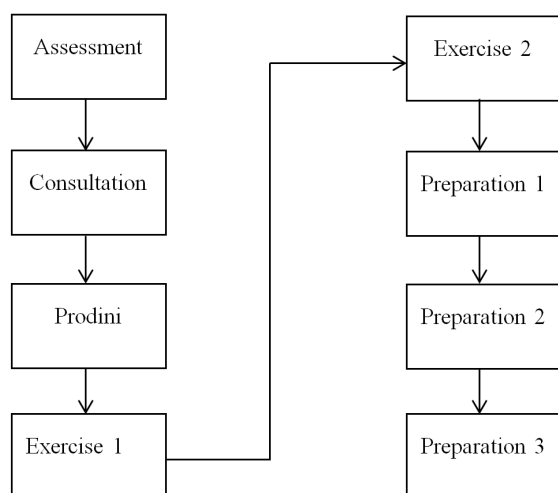 Assessment
Consultation
Prodini
Exercise 1
Exercise 2
Preparation 1
Preparation 2
Preparation 3